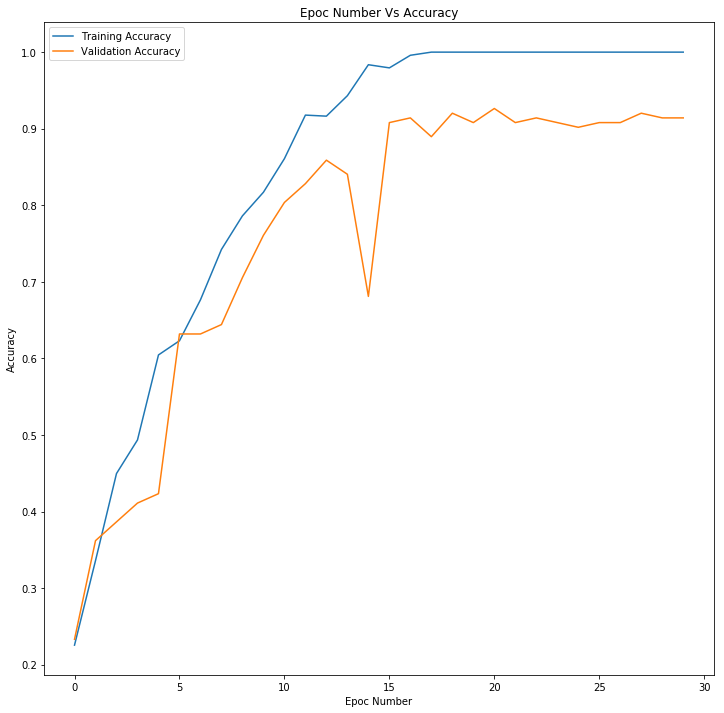 Epoc Number Vs Accuracy
Training Accuracy
Validation Accuracy
1.0
0.9
0.8
0.7
0.6
0.5
0.4
0.3
0.2
Accuracy
0 5 10 15 20 25 30
Epoc Number